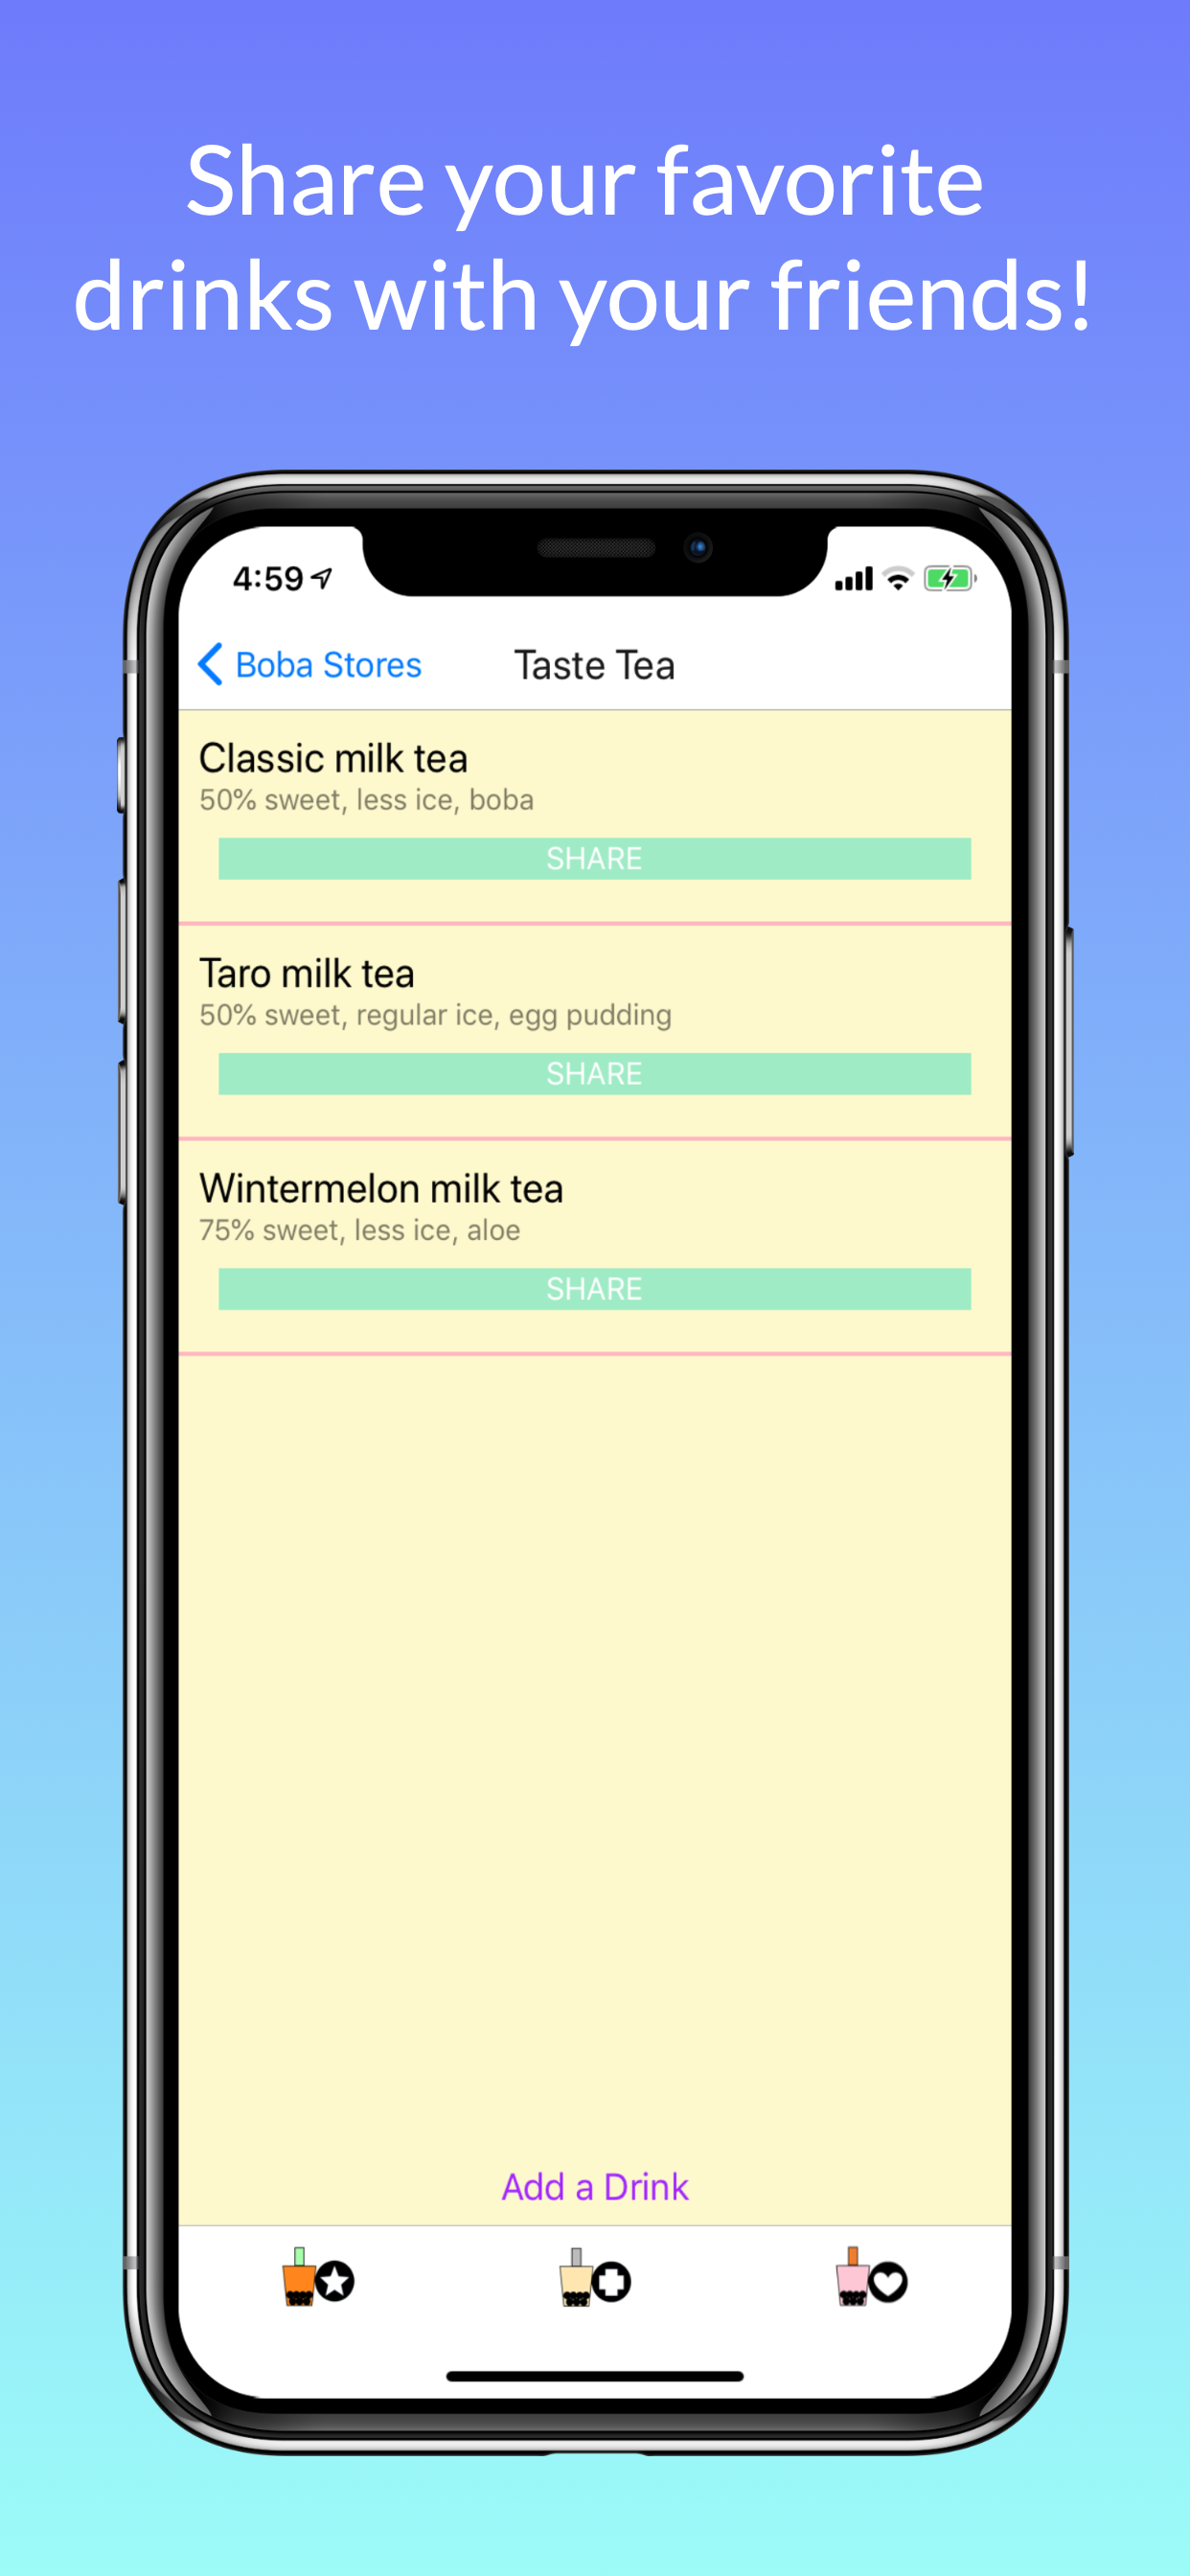 Share your favorite
drinks with your friends!
4:59
Boba Stores
Taste Tea
Classic milk tea
50% sweet, less ice, boba
SHARE
Taro milk tea
50% sweet, regular ice, egg pudding
SHARE
Wintermelon milk tea
75% sweet, less ice, aloe
SHARE
Add a Drink